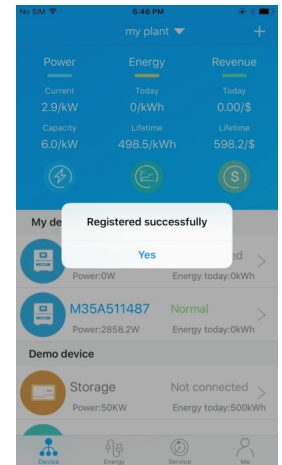 No SIM 6:46 PM
my plant
+
Power Energy Revenue
Current Today Today
2.9/kW 0/kWh 0.00/$
Capacity Lifetime Lifetime
6.0/kW 498.5/kWh 598.2/$
$
My de
Registered successfully
Yes
ed
Power:0W Energy today:0kWh
M35A511487 Normal
Power:2858.2W Energy today:0kWh
Demo device
Storage Not connected
Power:50KW Energy today:500kWh
Device Energy Service Me